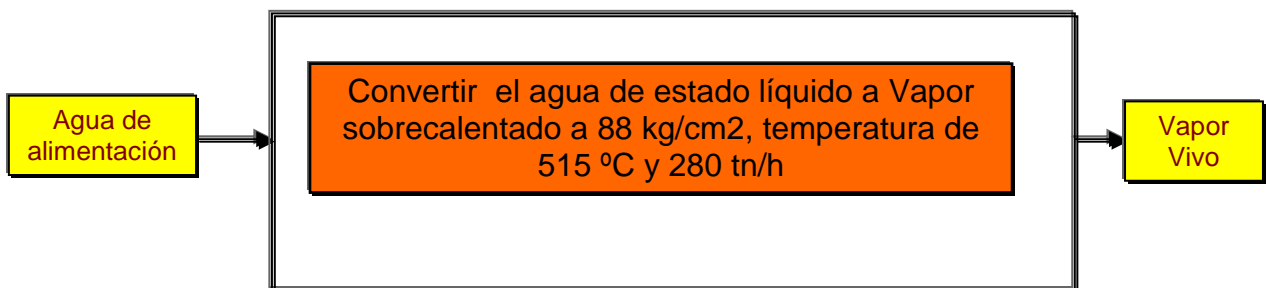 Agua de
alimentación
Convertir el agua de estado líquido a Vapor
sobrecalentado a 88 kg/cm2, temperatura de
515 ºC y 280 tn/h
Vapor
Vivo